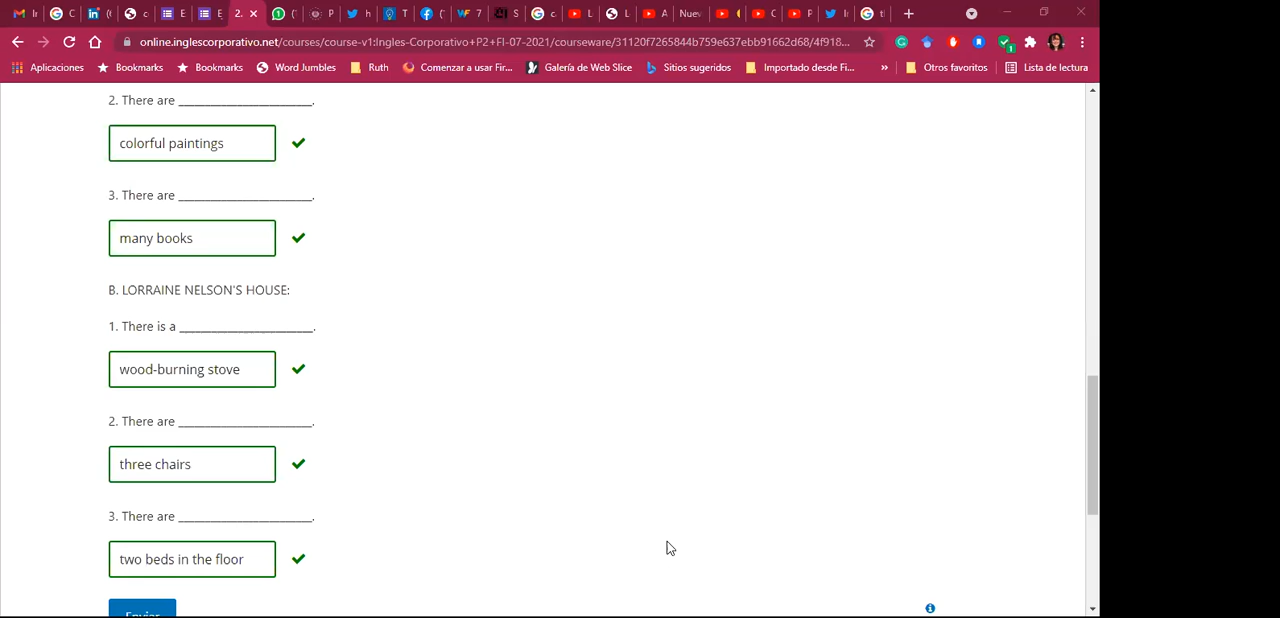 online.inglescorporativo.net/courses/course-v1:Ingles-Corporativo+P2+FI-07-2021/courseware/31120f7265844b759e637ebb91662d68/4f918...
Aplicaciones Bookmarks Bookmarks Word Jumbles Ruth Comenzar a usar Fir... Galería de Web Slice Sitios sugeridos Importado desde Fi... » Otros favoritos Lista de lectura
2. There are ______________________.
colorful paintings
3. There are ______________________.
many books
B. LORRAINE NELSON'S HOUSE:
1. There is a ______________________.
wood-burning stove
2. There are ______________________.
three chairs
3. There are ______________________.
two beds in the floor
Enviar